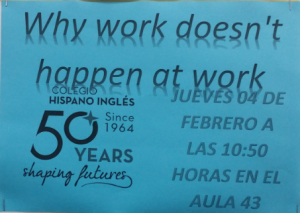 Why work doesn't
happen at work
COLEGIO
HISPANO INGLÉS
50
Since
1964
YEARS
shaping futures
JUEVES 04 DE
FEBRERO A
LAS 10:50
HORAS EN EL
AULA 43